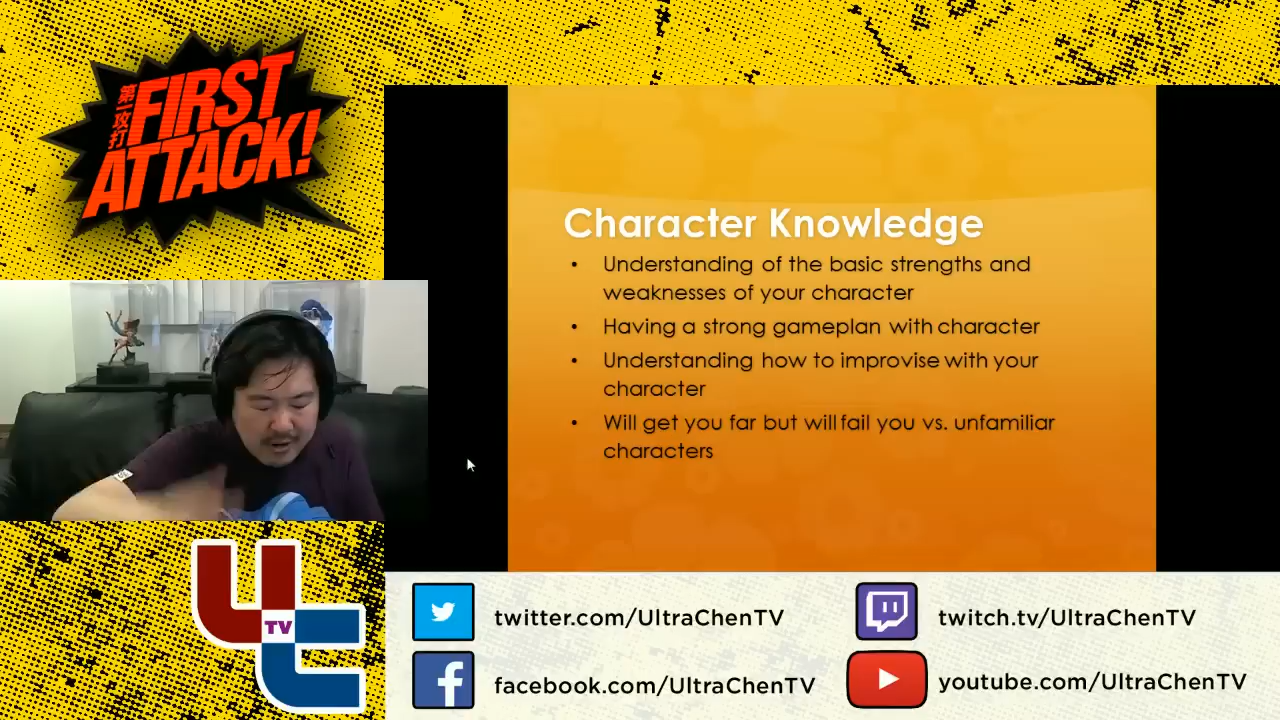 第一攻打
FIRST
ATTACK!
Character Knowledge
• Understanding of the basic strengths and
weaknesses of your character
• Having a strong gameplan with character
• Understanding how to improvise with your
character
• Will get you far but will fail you vs. unfamiliar
characters
UC
TV
twitter.com/UltraChenTV
twitch.tv/UltraChenTV
facebook.com/UltraChenTV
youtube.com/UltraChenTV